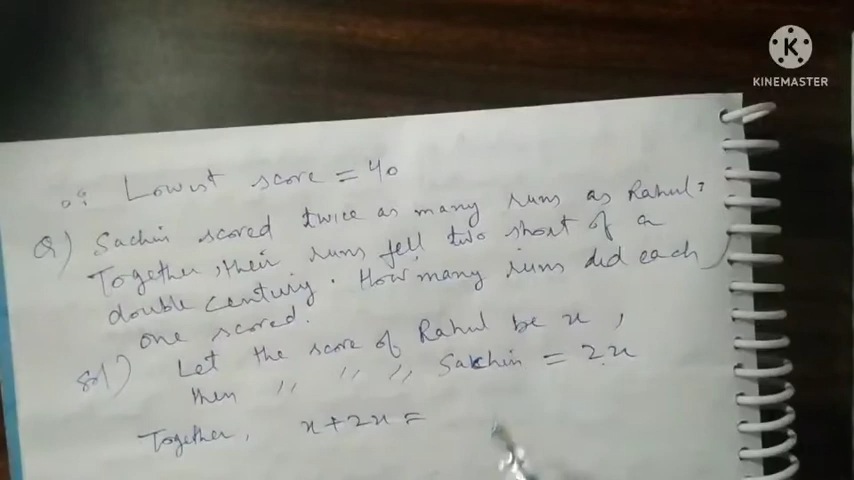 K
KINEMASTER
∴ Lowest score = 40
Q) Sachin scored twice as many runs as Rahul.
Together, their runs fell two short of a
double century. How many runs did each
one scored.
Sol) Let the score of Rahul be x,
then " " " Sachin = 2x
Together, x+2x =